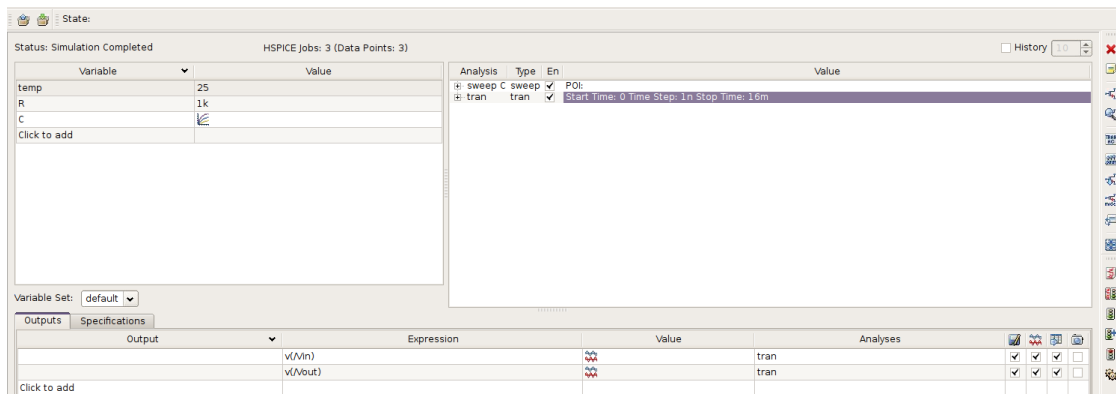 State:
Status: Simulation Completed HSPICE Jobs: 3 (Data Points: 3) History 10
Variable Value
temp 25
R 1k
C
Click to add
Analysis Type En Value
sweep C sweep POI:
tran tran Start Time: 0 Time Step: 1n Stop Time: 16m
Variable Set: default
Outputs Specifications
Output Expression Value Analyses
v(/Vin) tran
v(/Vout) tran
Click to add